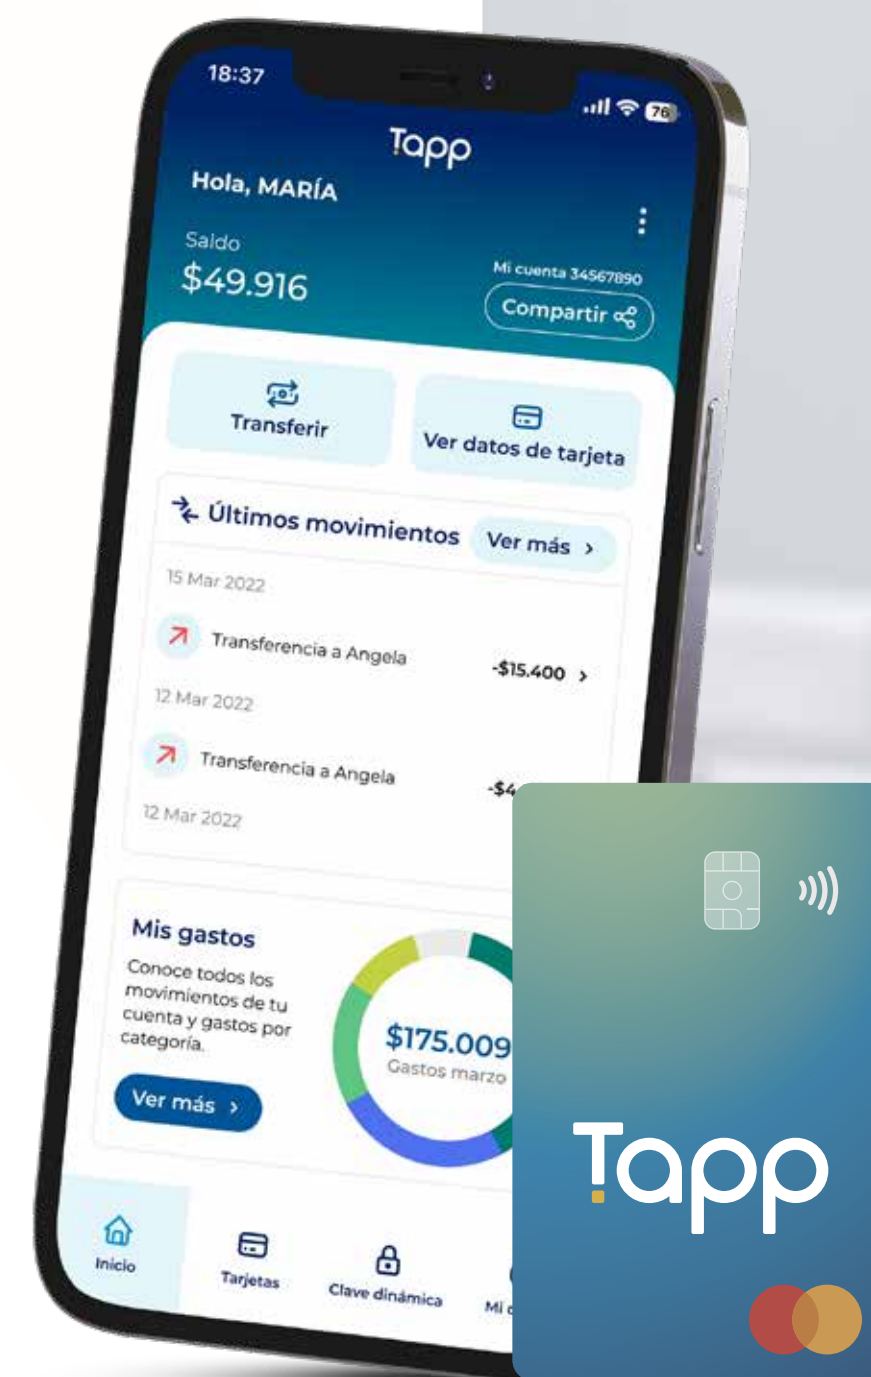 18:37
76
Tapp
Hola, MARÍA
Saldo
$49.916
Mi cuenta 34567890
Compartir
Transferir
Ver datos de tarjeta
Últimos movimientos
Ver más
15 Mar 2022
Transferencia a Angela
-$15.400
12 Mar 2022
Transferencia a Angela
-$4
12 Mar 2022
Mis gastos
Conoce todos los
movimientos de tu
cuenta y gastos por
categoría.
$175.009
Gastos marzo
Ver más
Inicio
Tarjetas
Clave dinámica
Mi
Tapp